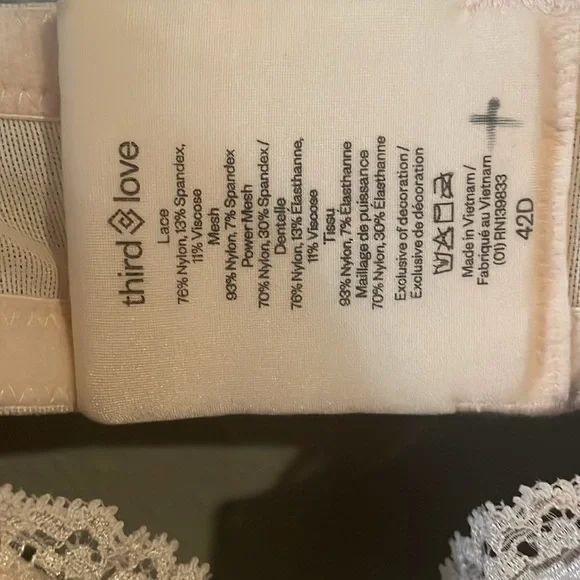 third love
Lace
76% Nylon, 13% Spandex,
11% Viscose
Mesh
93% Nylon, 7% Spandex
Power Mesh
70% Nylon, 30% Spandex/
Dentelle
76% Nylon, 13% Élasthanne,
11% Viscose
Tissu
93% Nylon, 7% Élasthanne
Maillage de puissance
70% Nylon, 30% Élasthanne
Exclusive of decoration/
Exclusive de décoration
Made in Vietnam/
Fabriqué au Vietnam
(01) RN139833
42D